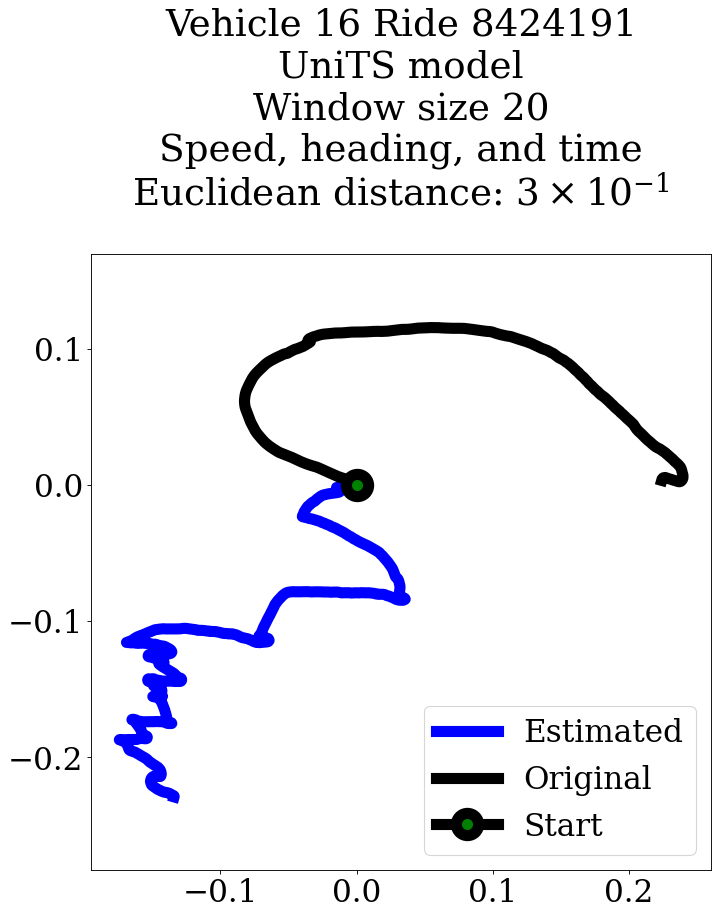 Vehicle 16 Ride 8424191
UniTS model
Window size 20
Speed, heading, and time
Euclidean distance: 3 × 10⁻¹
0.1
0.0
−0.1
−0.2
Estimated
Original
Start
−0.1 0.0 0.1 0.2